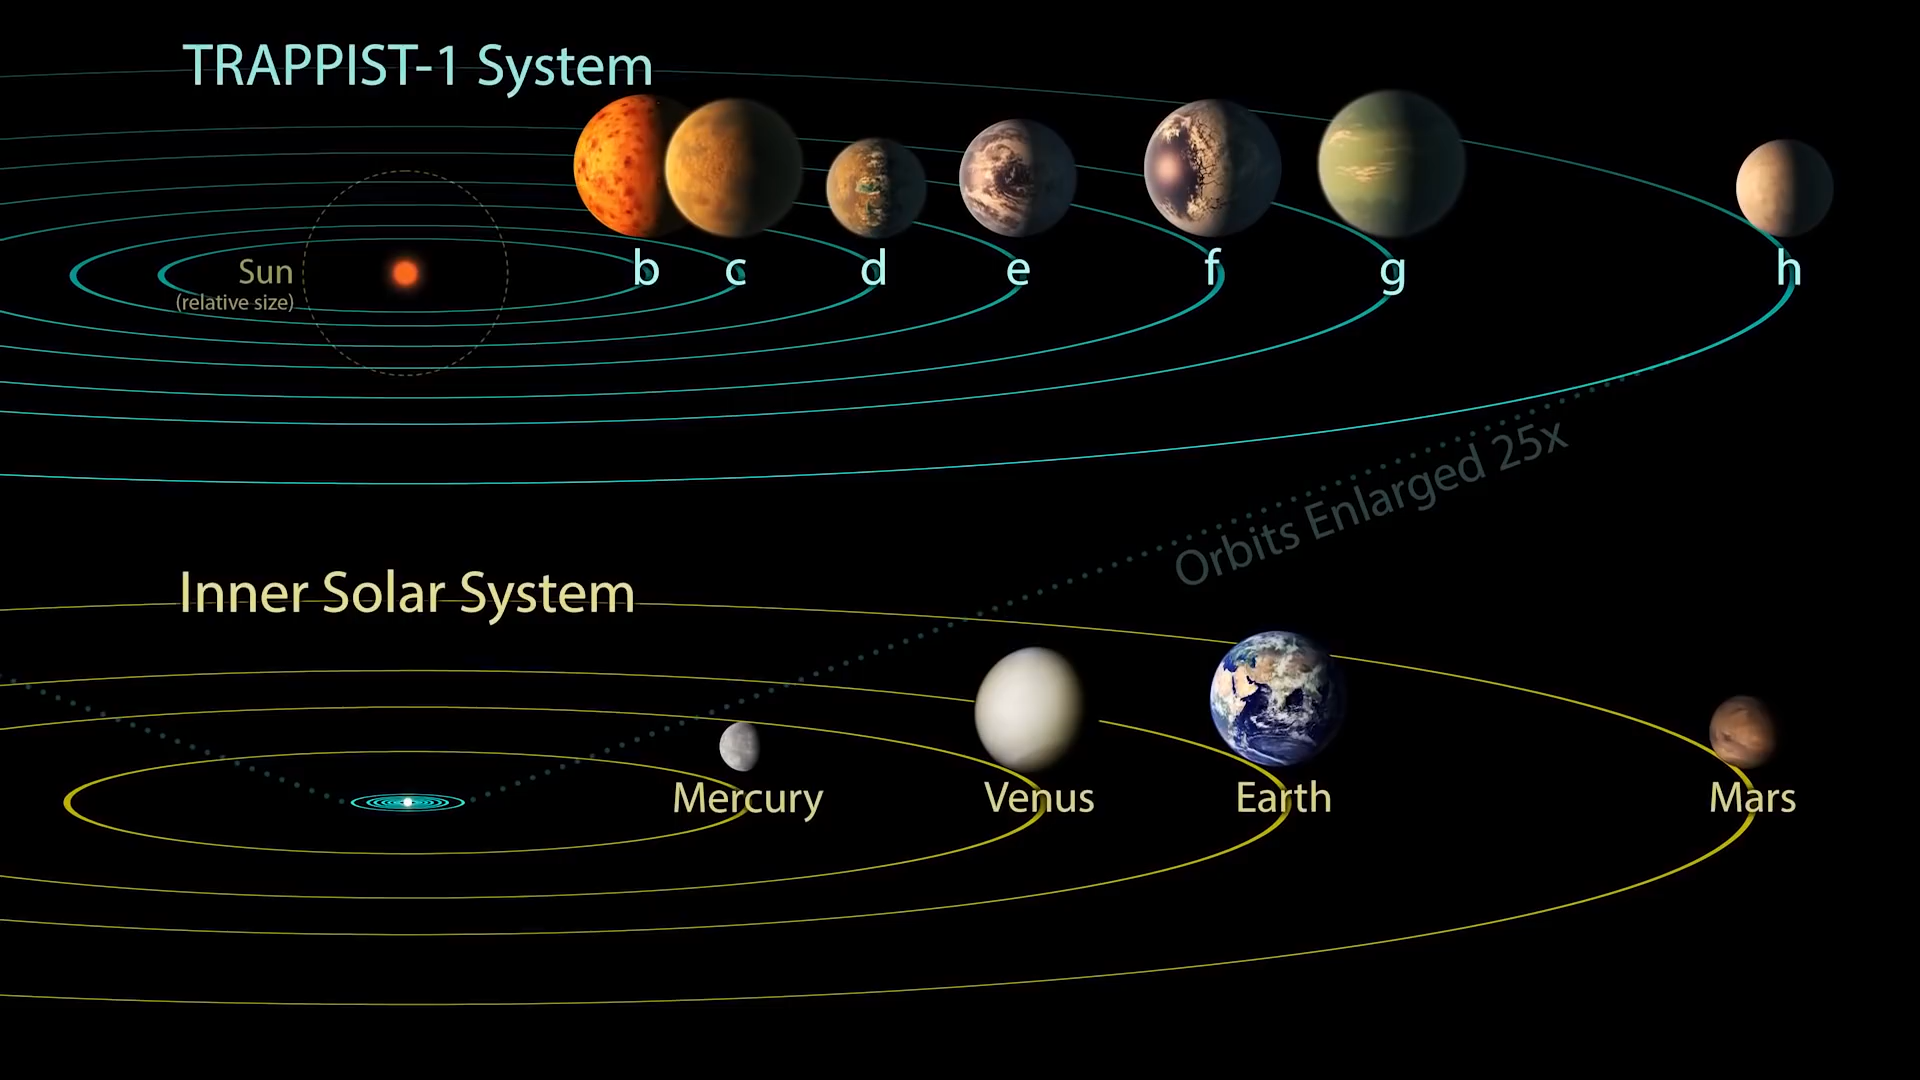 TRAPPIST-1 System
Sun
(relative size)
b
c
d
e
f
g
h
Orbits Enlarged 25x
Inner Solar System
Mercury
Venus
Earth
Mars